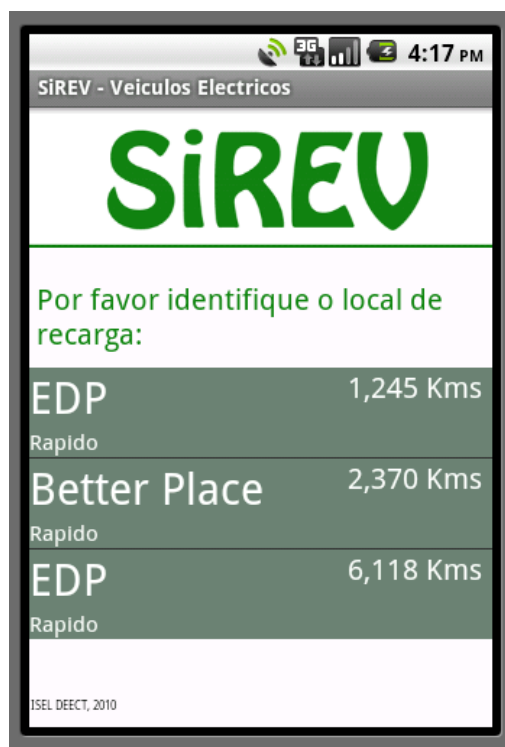 3G
4:17 PM
SiREV - Veiculos Electricos
SiREV
Por favor identifique o local de
recarga:
EDP 1,245 Kms
Rapido
Better Place 2,370 Kms
Rapido
EDP 6,118 Kms
Rapido
ISEL DEECT, 2010